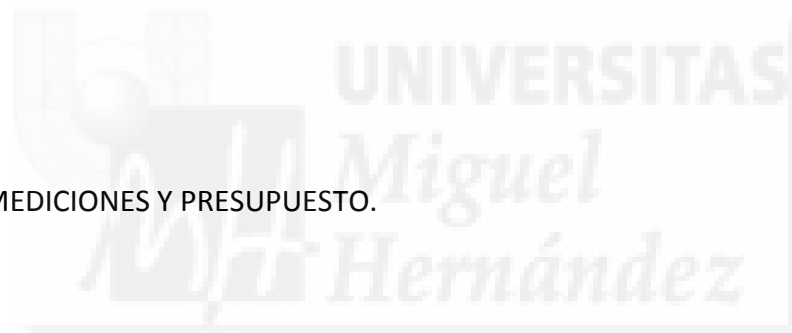 UNIVERSITAS
Miguel
MEDICIONES Y PRESUPUESTO.
Hernández